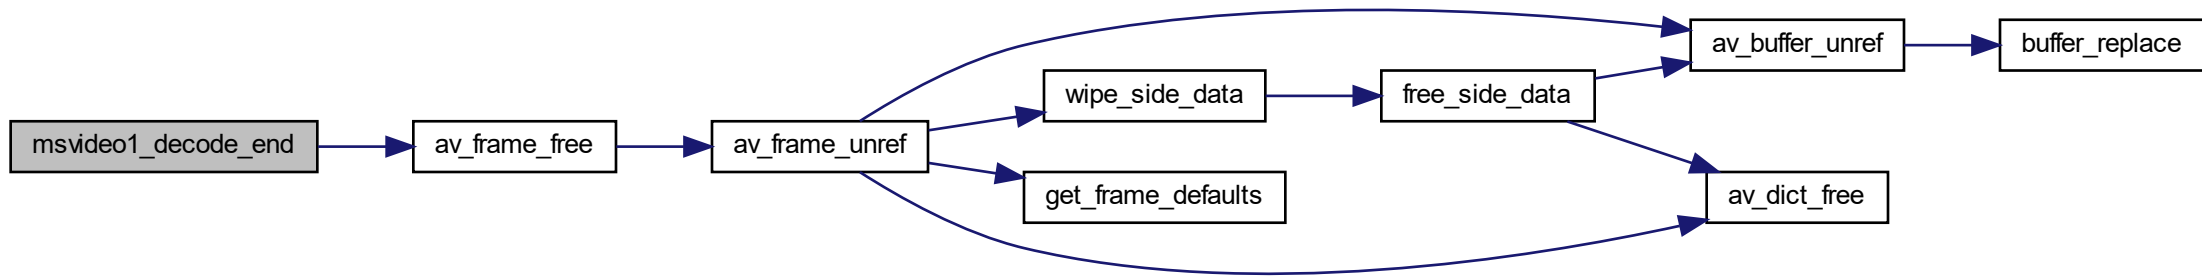 msvideo1_decode_end
av_frame_free
av_frame_unref
wipe_side_data
get_frame_defaults
free_side_data
av_buffer_unref
av_dict_free
buffer_replace